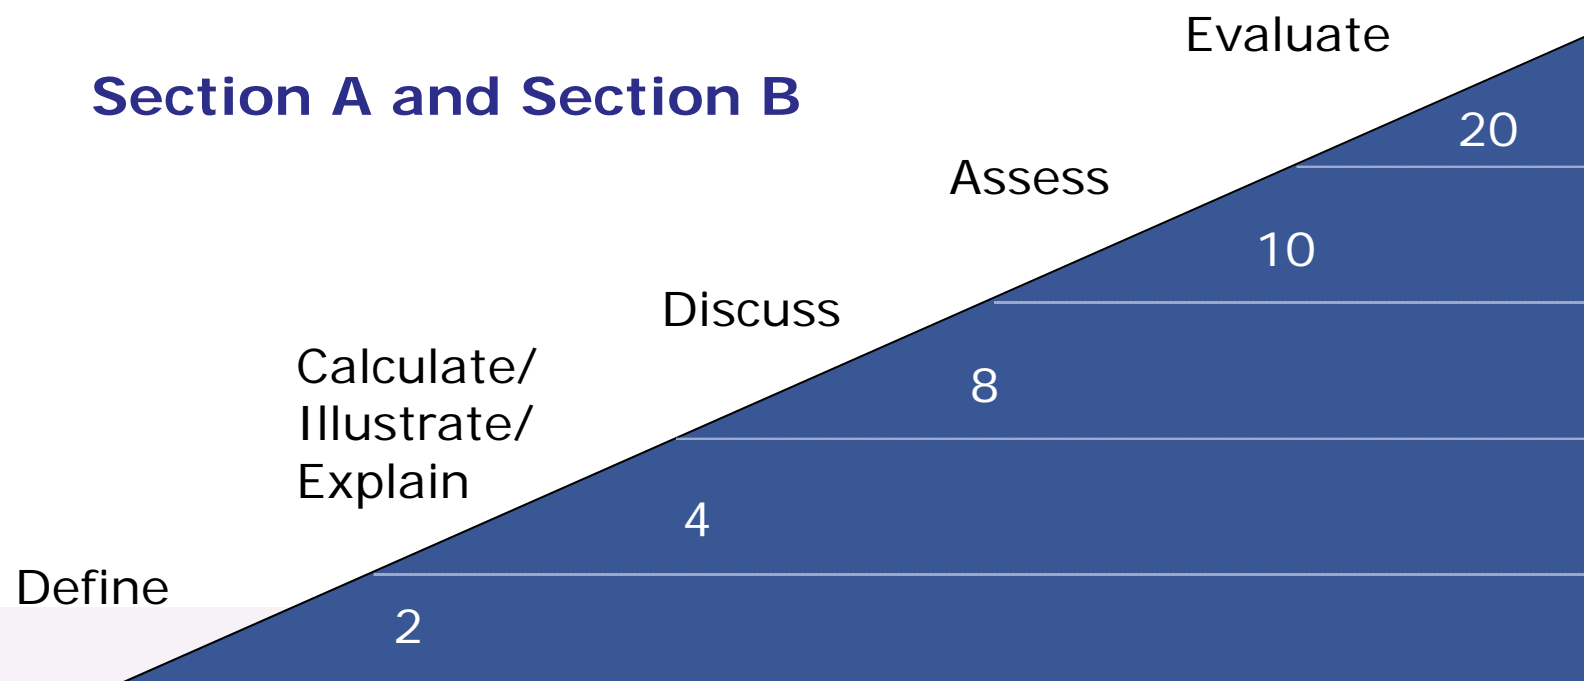 Evaluate
Section A and Section B
20
Assess
10
Discuss
Calculate/
Illustrate/
Explain
8
4
Define
2